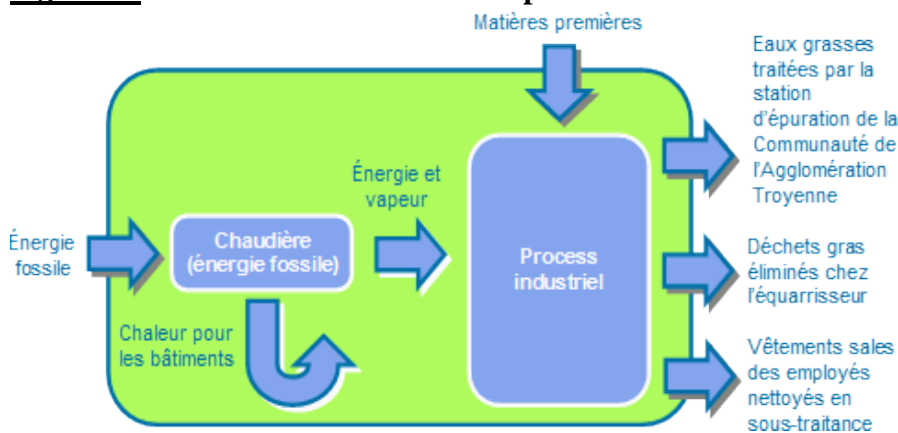 Matières premières
Eaux grasses
traitées par la
station
d'épuration de la
Communauté de
l'Agglomération
Troyenne
Énergie et
vapeur
Énergie
fossile
Chaudière
(énergie fossile)
Process
industriel
Déchets gras
éliminés chez
l'équarrisseur
Chaleur pour
les bâtiments
Vêtements sales
des employés
nettoyés en
sous-traitance